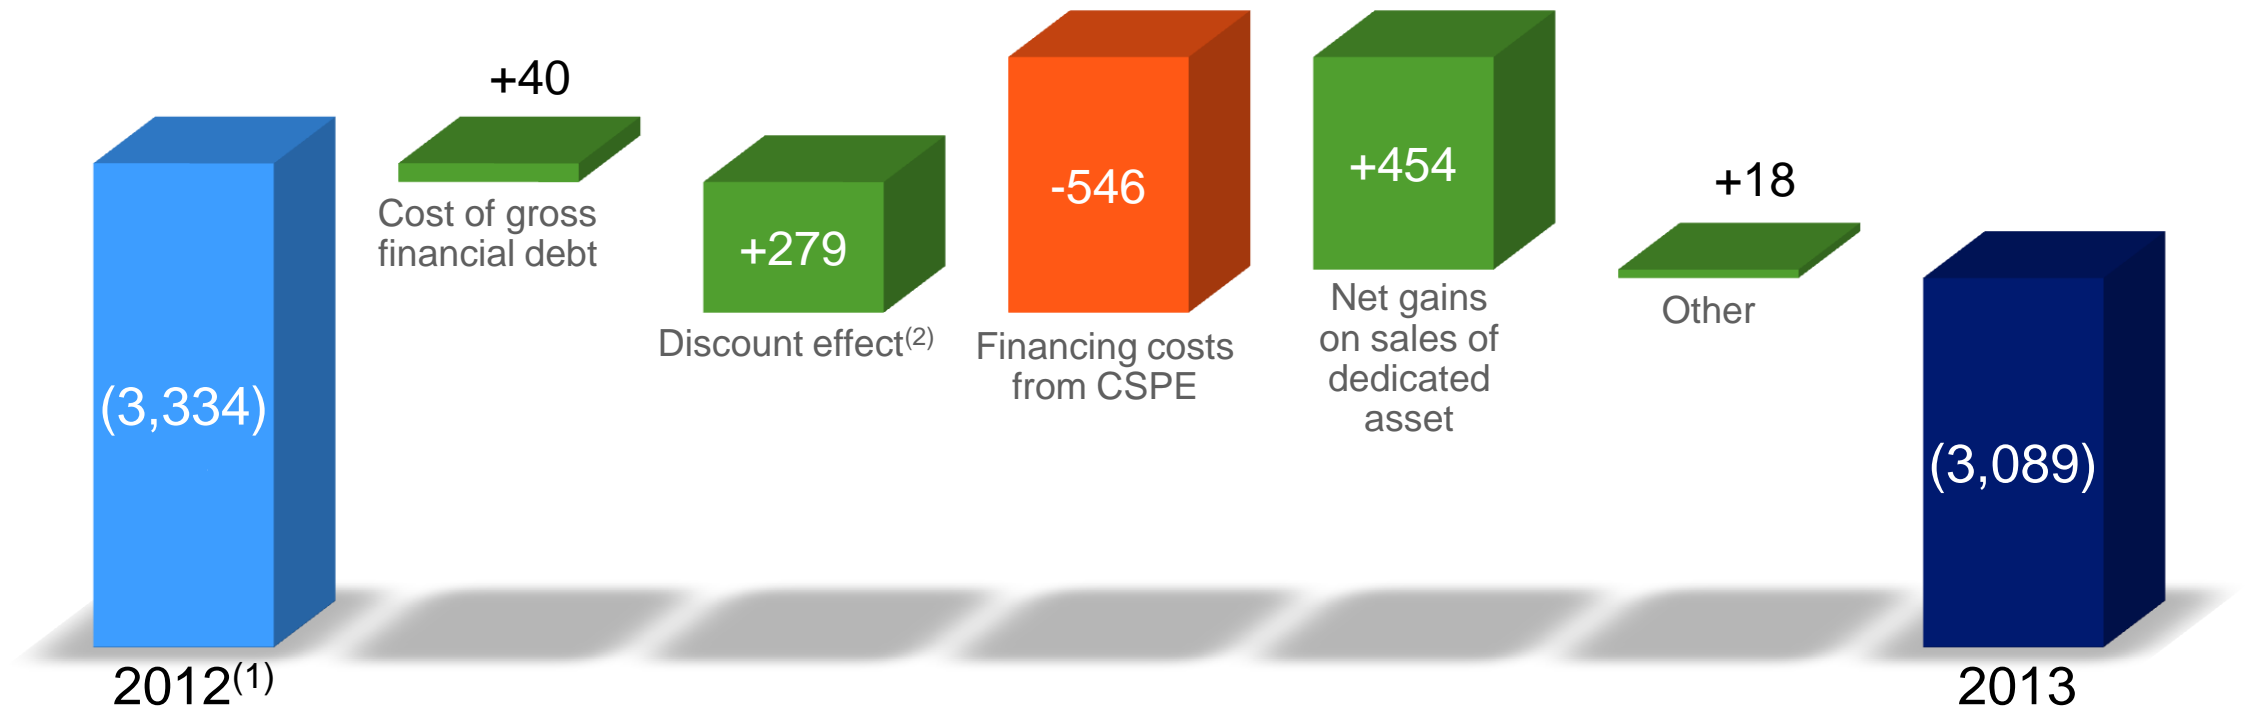 (3,334)
2012(1)
+40
Cost of gross
financial debt
+279
Discount effect(2)
-546
Financing costs
from CSPE
+454
Net gains
on sales of
dedicated
asset
+18
Other
(3,089)
2013